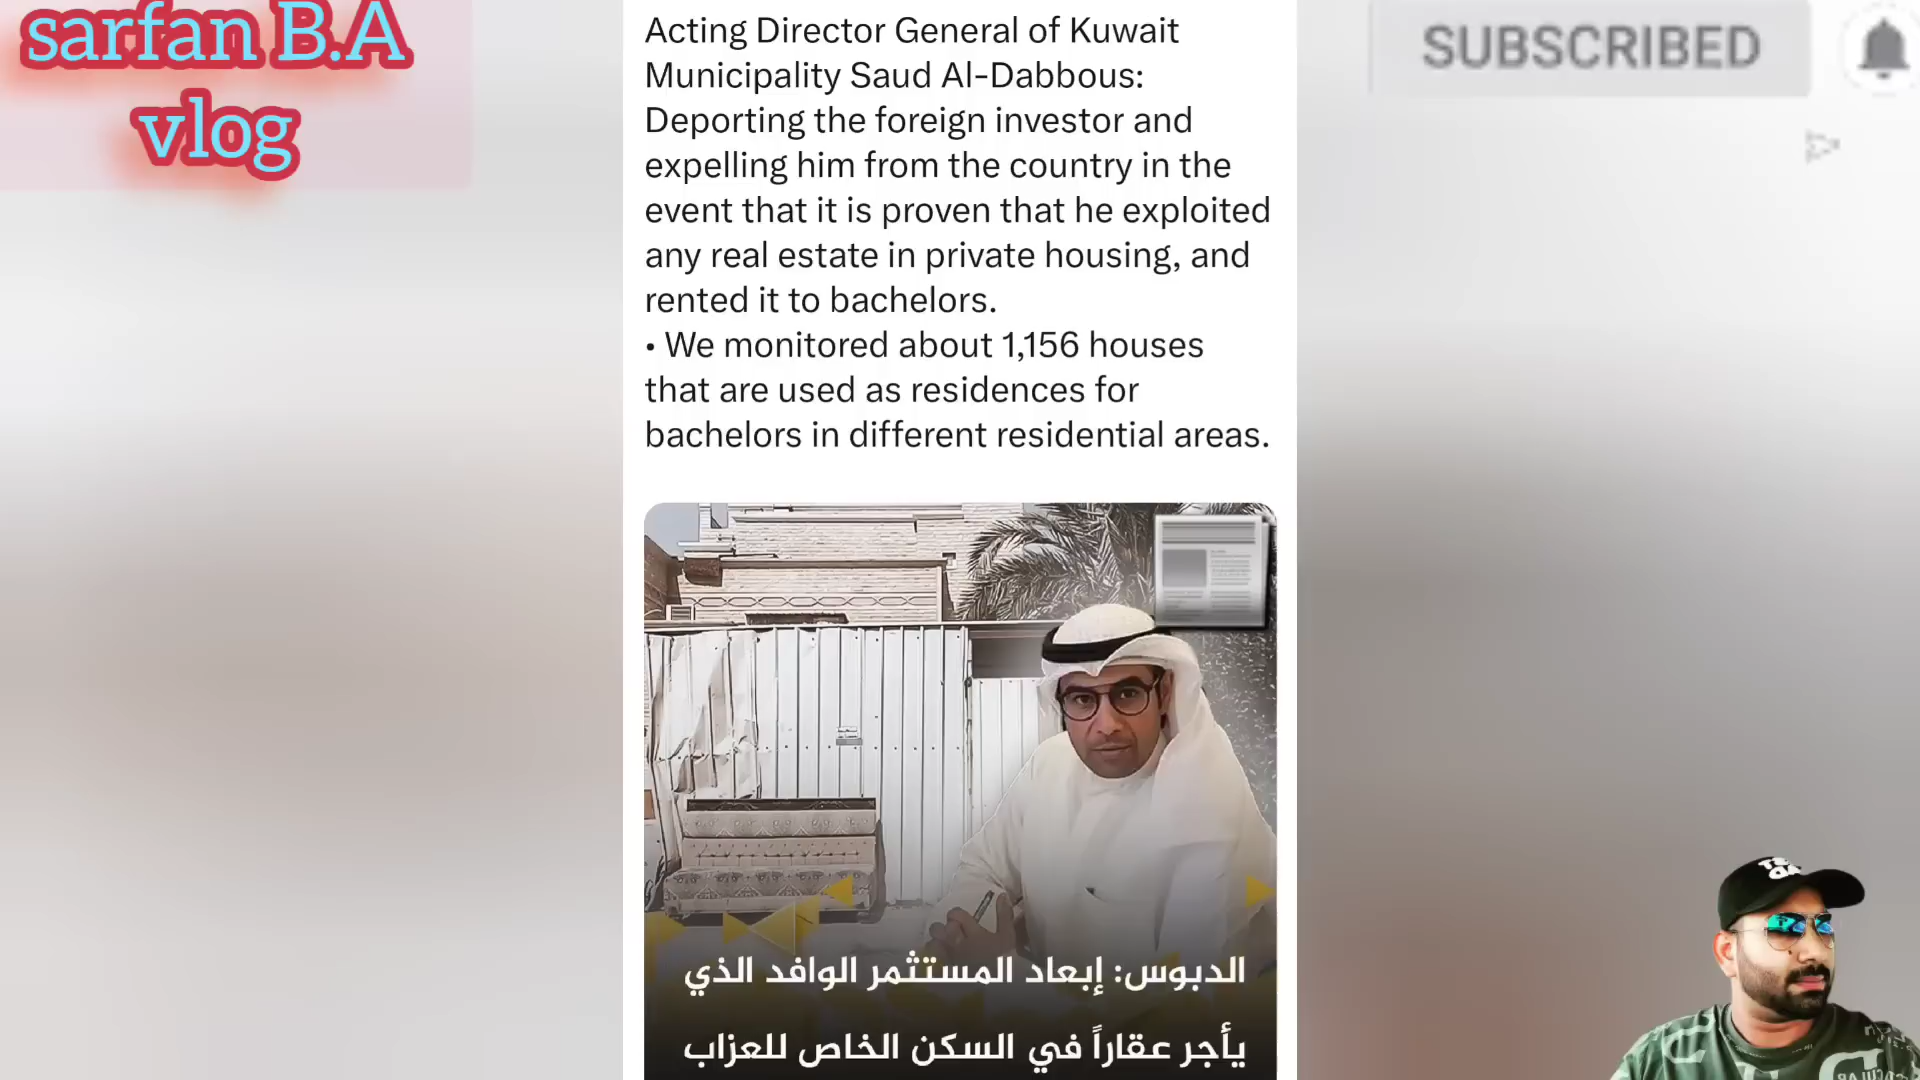 sarfan B.A
vlog
SUBSCRIBED
Acting Director General of Kuwait
Municipality Saud Al-Dabbous:
Deporting the foreign investor and
expelling him from the country in the
event that it is proven that he exploited
any real estate in private housing, and
rented it to bachelors.
• We monitored about 1,156 houses
that are used as residences for
bachelors in different residential areas.
الدبوس: إبعاد المستثمر الوافد الذي
يأجر عقاراً في السكن الخاص للعزاب